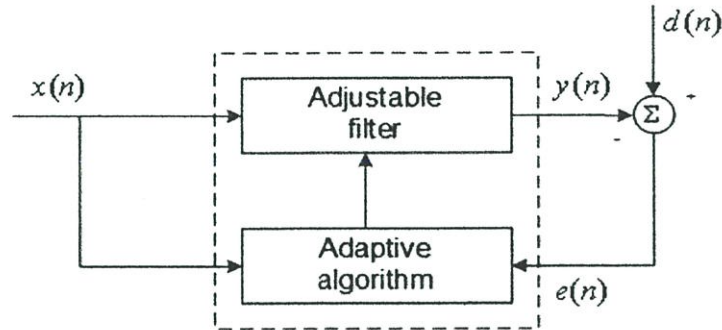 d(n)
x(n)
Adjustable
filter
y(n)
+
Σ
-
Adaptive
algorithm
e(n)